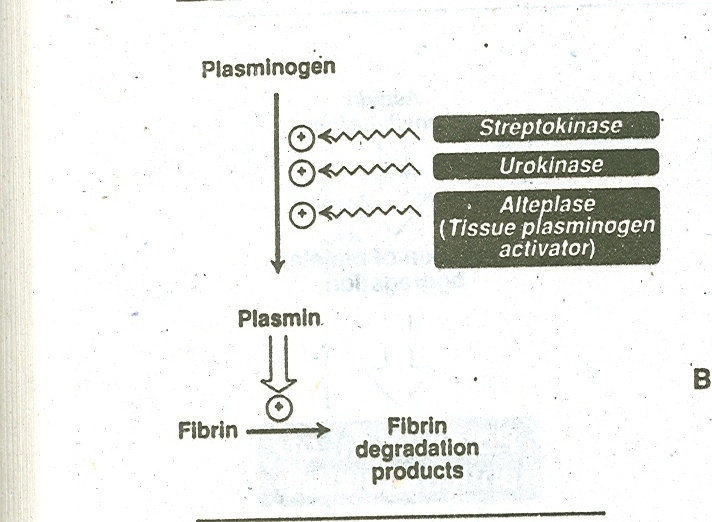 Plasminogen
Streptokinase
Urokinase
Alteplase
(Tissue plasminogen
activator)
Plasmin
B
Fibrin
Fibrin
degradation
products